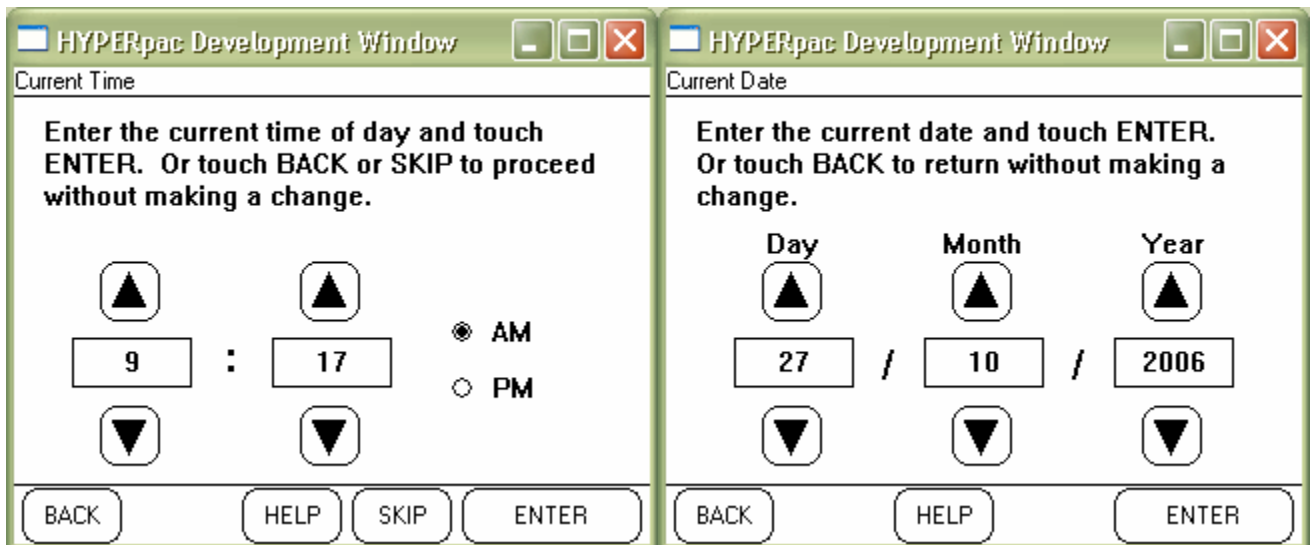 HYPERpac Development Window
Current Time
Enter the current time of day and touch
ENTER. Or touch BACK or SKIP to proceed
without making a change.
9 : 17
AM
PM
BACK HELP SKIP ENTER
HYPERpac Development Window
Current Date
Enter the current date and touch ENTER.
Or touch BACK to return without making a
change.
Day Month Year
27 / 10 / 2006
BACK HELP ENTER